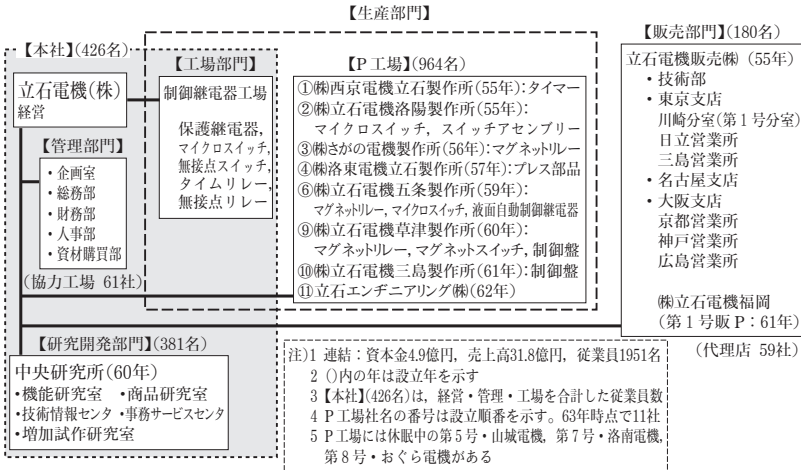 【生産部門】
【本社】(426名)
立石電機(株)
経営
【管理部門】
・企画室
・総務部
・財務部
・人事部
・資材購買部
(協力工場 61社)
【工場部門】
制御継電器工場
保護継電器,
マイクロスイッチ,
無接点スイッチ,
タイムリレー,
無接点リレー
【P工場】(964名)
①㈱西京電機立石製作所(55年):タイマー
②㈱立石電機洛陽製作所(55年):
マイクロスイッチ, スイッチアセンブリー
③㈱さがの電機製作所(56年):マグネットリレー
④㈱洛東電機立石製作所(57年):プレス部品
⑥㈱立石電機五条製作所(59年):
マグネットリレー, マイクロスイッチ, 液面自動制御継電器
⑨㈱立石電機草津製作所(60年):
マグネットリレー, マグネットスイッチ, 制御盤
⑩㈱立石電機三島製作所(61年):制御盤
⑪立石エンヂニアリング㈱(62年)
【販売部門】(180名)
立石電機販売㈱ (55年)
・技術部
・東京支店
川崎分室(第1号分室)
日立営業所
三島営業所
・名古屋支店
・大阪支店
京都営業所
神戸営業所
広島営業所
㈱立石電機福岡
(第1号販P:61年)
(代理店 59社)
【研究開発部門】(381名)
中央研究所(60年)
・機能研究室 ・商品研究室
・技術情報センタ ・事務サービスセンタ
・増加試作研究室
注)1 連結:資本金4.9億円, 売上高31.8億円, 従業員1951名
2 ()内の年は設立年を示す
3 【本社】(426名)は, 経営・管理・工場を合計した従業員数
4 P工場社名の番号は設立順番を示す。63年時点で11社
5 P工場には休眠中の第5号・山城電機, 第7号・洛南電機,
第8号・おぐら電機がある